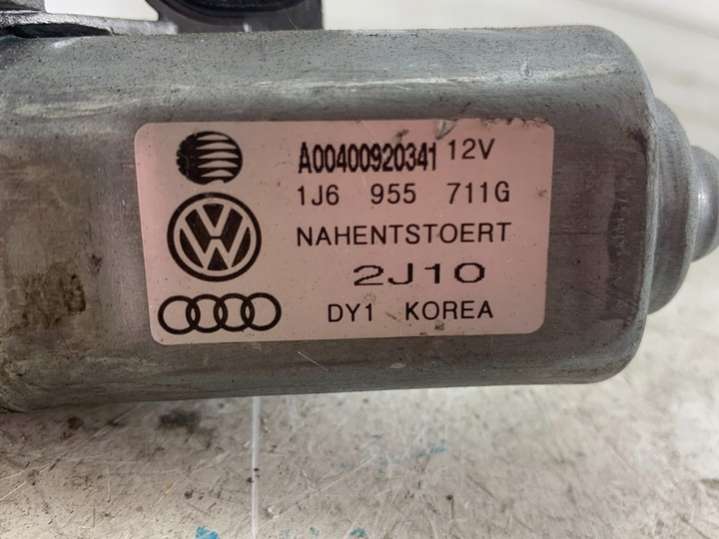 A00400920341 12V
1J6 955 711G
NAHENTSTOERT
2J10
DY1 KOREA